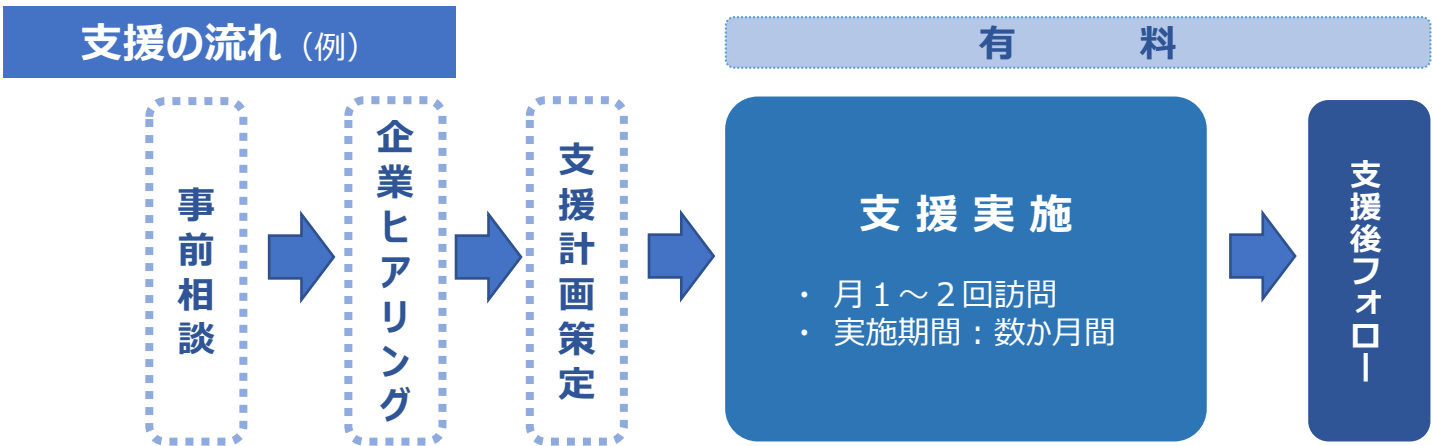 支援の流れ（例）
有　料
事前相談
企業ヒアリング
支援計画策定
支援実施
・ 月１～２回訪問
・ 実施期間：数か月間
支援後フォロー